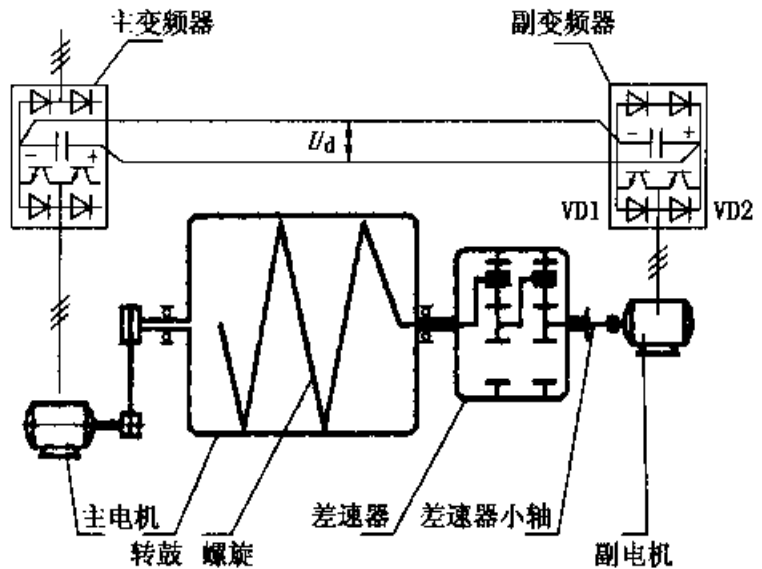 主变频器
副变频器
Ud
- +
- +
VD1
VD2
主电机
转鼓
螺旋
差速器
差速器小轴
副电机